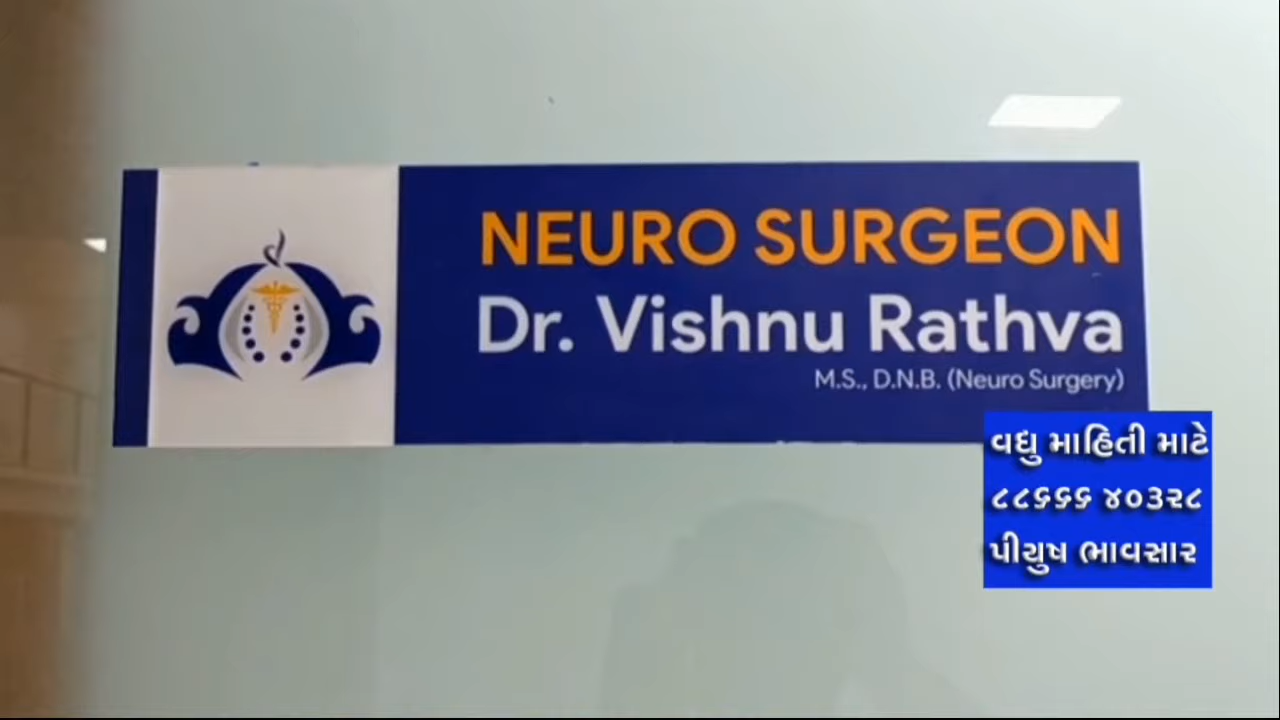 NEURO SURGEON
Dr. Vishnu Rathva
M.S., D.N.B. (Neuro Surgery)
વધુ માહિતી માટે
૮૮૬૬૬ ૪૦૩૨૮
પીયુષ ભાવસાર